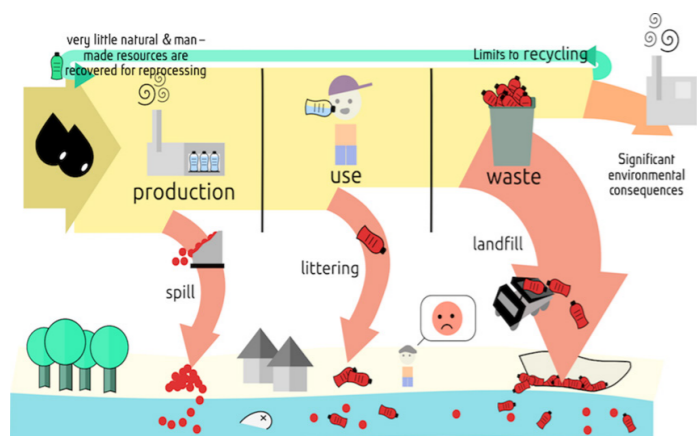 very little natural & man–
made resources are
recovered for reprocessing
Limits to recycling
production
use
waste
Significant
environmental
consequences
spill
littering
landfill